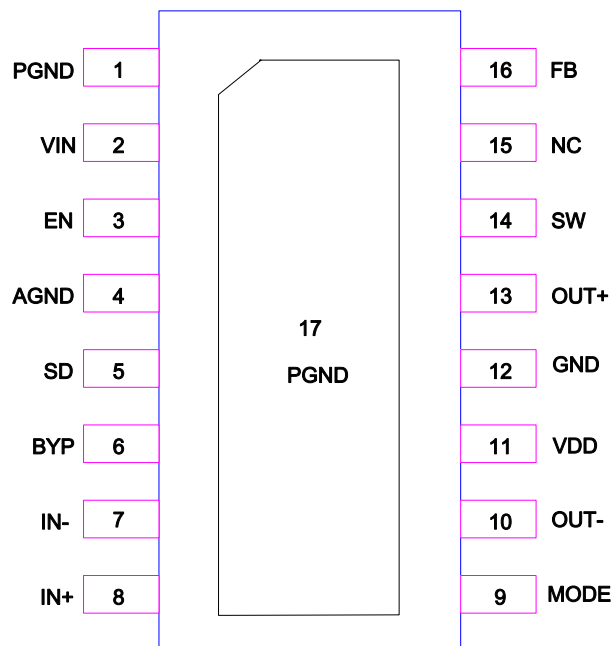 PGND 1 16 FB
VIN 2 15 NC
EN 3 14 SW
AGND 4 13 OUT+
17
PGND
SD 5 12 GND
BYP 6 11 VDD
IN- 7 10 OUT-
IN+ 8 9 MODE